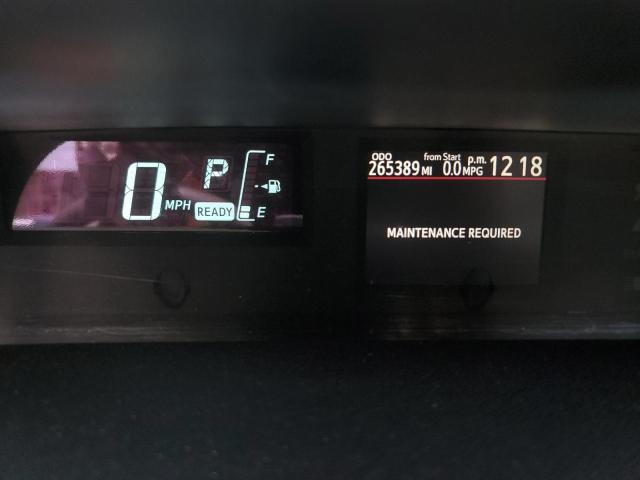 0 MPH P READY F E
ODO from Start p.m. 12 18
265389 MI 0.0 MPG
MAINTENANCE REQUIRED